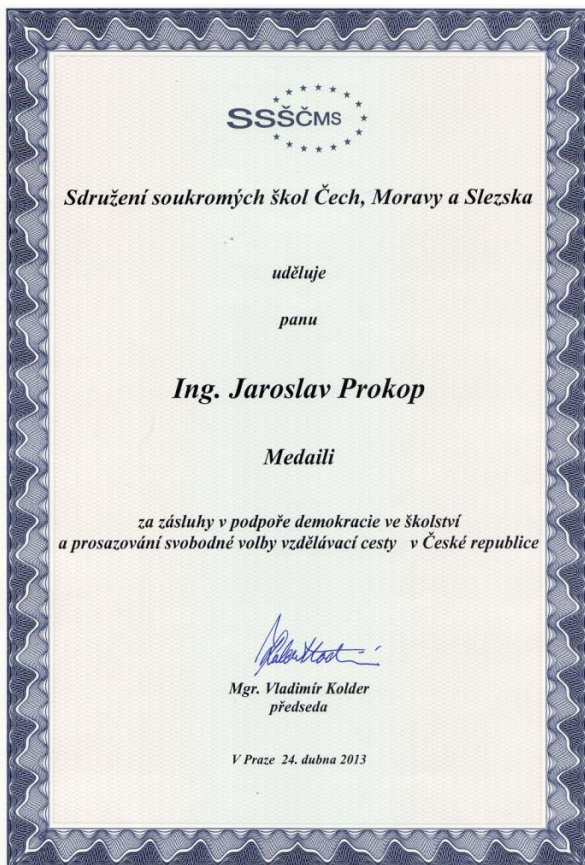 SSŠČMS
Sdružení soukromých škol Čech, Moravy a Slezska
uděluje
panu
Ing. Jaroslav Prokop
Medaili
za zásluhy v podpoře demokracie ve školství
a prosazování svobodné volby vzdělávací cesty v České republice
Mgr. Vladimír Kolder
předseda
V Praze 24. dubna 2013